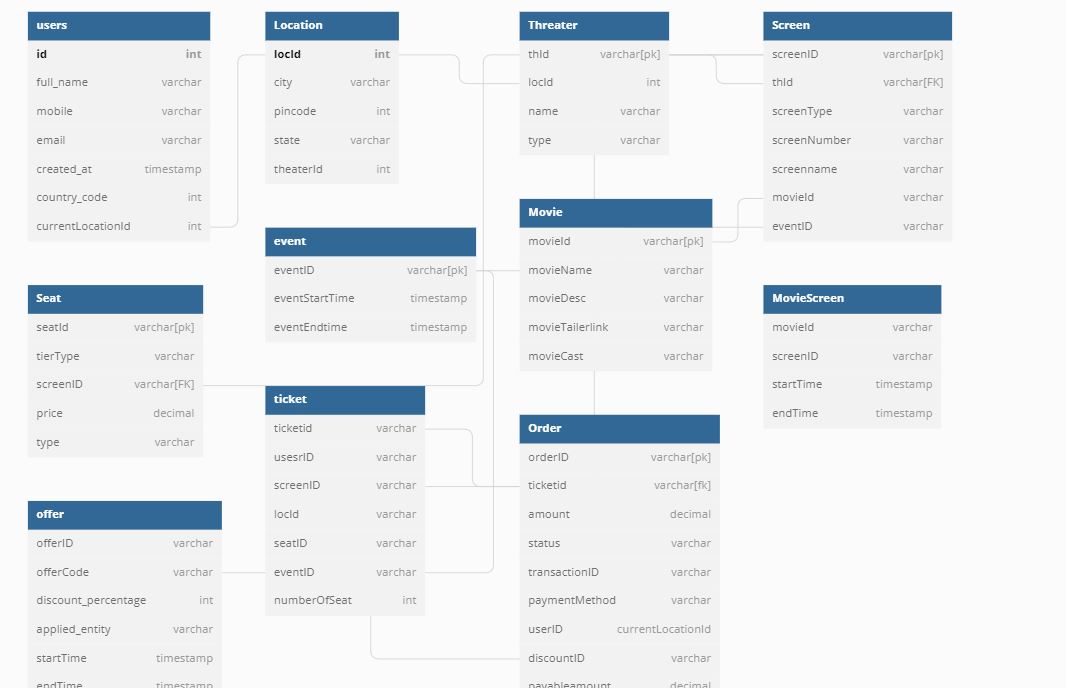 users
id int
full_name varchar
mobile varchar
email varchar
created_at timestamp
country_code int
currentLocationId int
Location
locId int
city varchar
pincode int
state varchar
theaterId int
Threater
thId varchar[pk]
locId int
name varchar
type varchar
Screen
screenID varchar[pk]
thId varchar[FK]
screenType varchar
screenNumber varchar
screenname varchar
movieId varchar
eventID varchar
event
eventID varchar[pk]
eventStartTime timestamp
eventEndtime timestamp
Movie
movieId varchar[pk]
movieName varchar
movieDesc varchar
movieTailerlink varchar
movieCast varchar
Seat
seatId varchar[pk]
tierType varchar
screenID varchar[FK]
price decimal
type varchar
MovieScreen
movieId varchar
screenID varchar
startTime timestamp
endTime timestamp
ticket
ticketid varchar
usesrID varchar
screenID varchar
locId varchar
seatID varchar
eventID varchar
numberOfSeat int
Order
orderID varchar[pk]
ticketid varchar[fk]
amount decimal
status varchar
transactionID varchar
paymentMethod varchar
userID currentLocationId
discountID varchar
payableamount decimal
offer
offerID varchar
offerCode varchar
discount_percentage int
applied_entity varchar
startTime timestamp
endTime timestamp